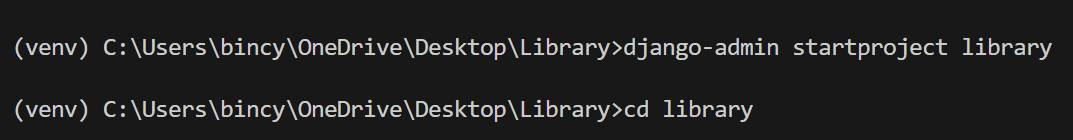 (venv) C:\Users\bincy\OneDrive\Desktop\Library>django-admin startproject library
(venv) C:\Users\bincy\OneDrive\Desktop\Library>cd library